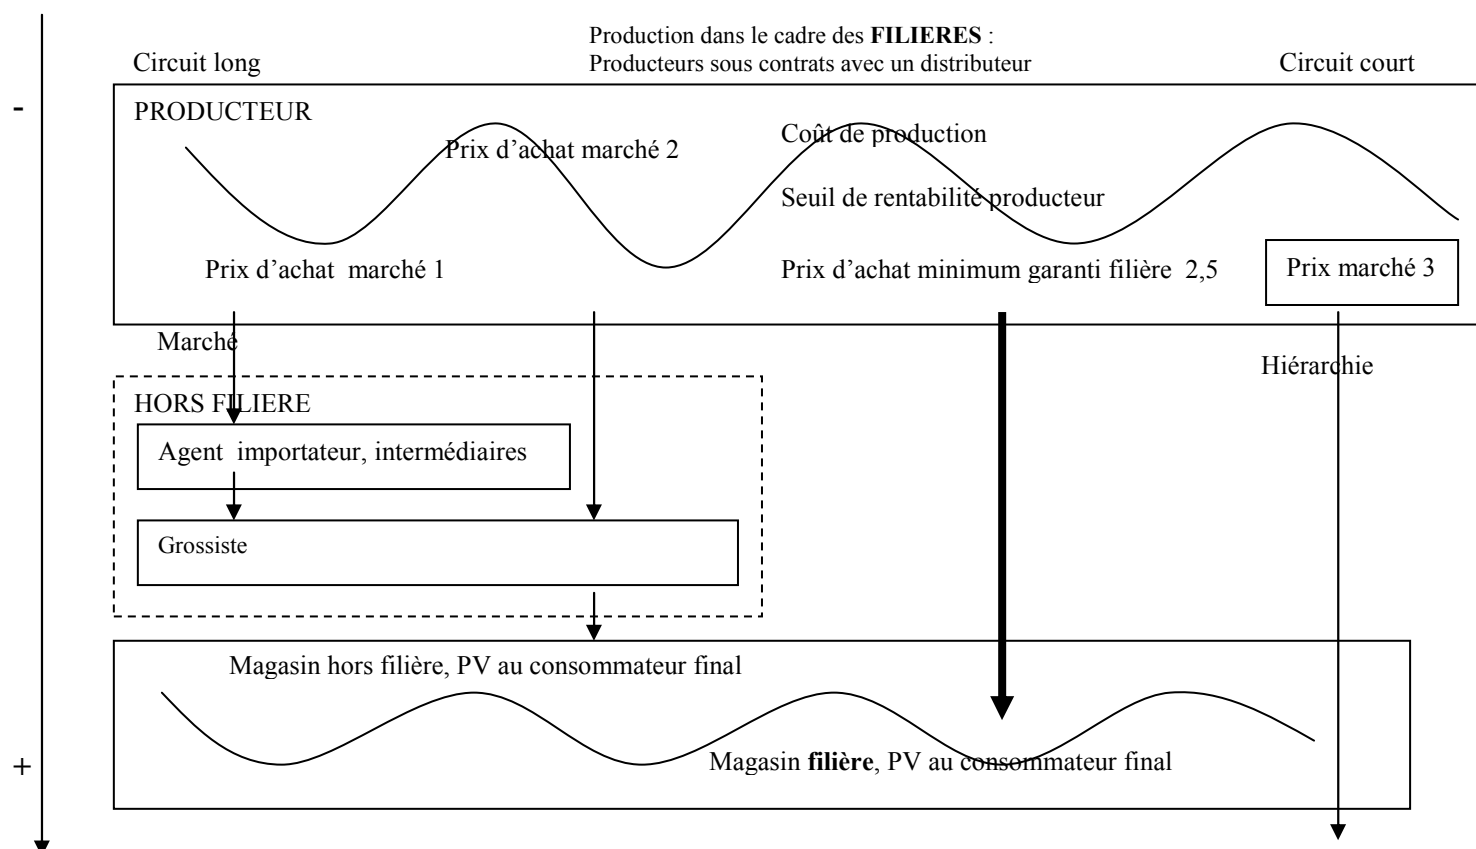 Production dans le cadre des FILIERES :
Circuit long
Producteurs sous contrats avec un distributeur
Circuit court
-
PRODUCTEUR
Coût de production
Prix d’achat marché 2
Seuil de rentabilité producteur
Prix d’achat  marché 1
Prix d’achat minimum garanti filière  2,5
Prix marché 3
Marché
Hiérarchie
HORS FILIERE
Agent  importateur, intermédiaires
Grossiste
Magasin hors filière, PV au consommateur final
Magasin filière, PV au consommateur final
+